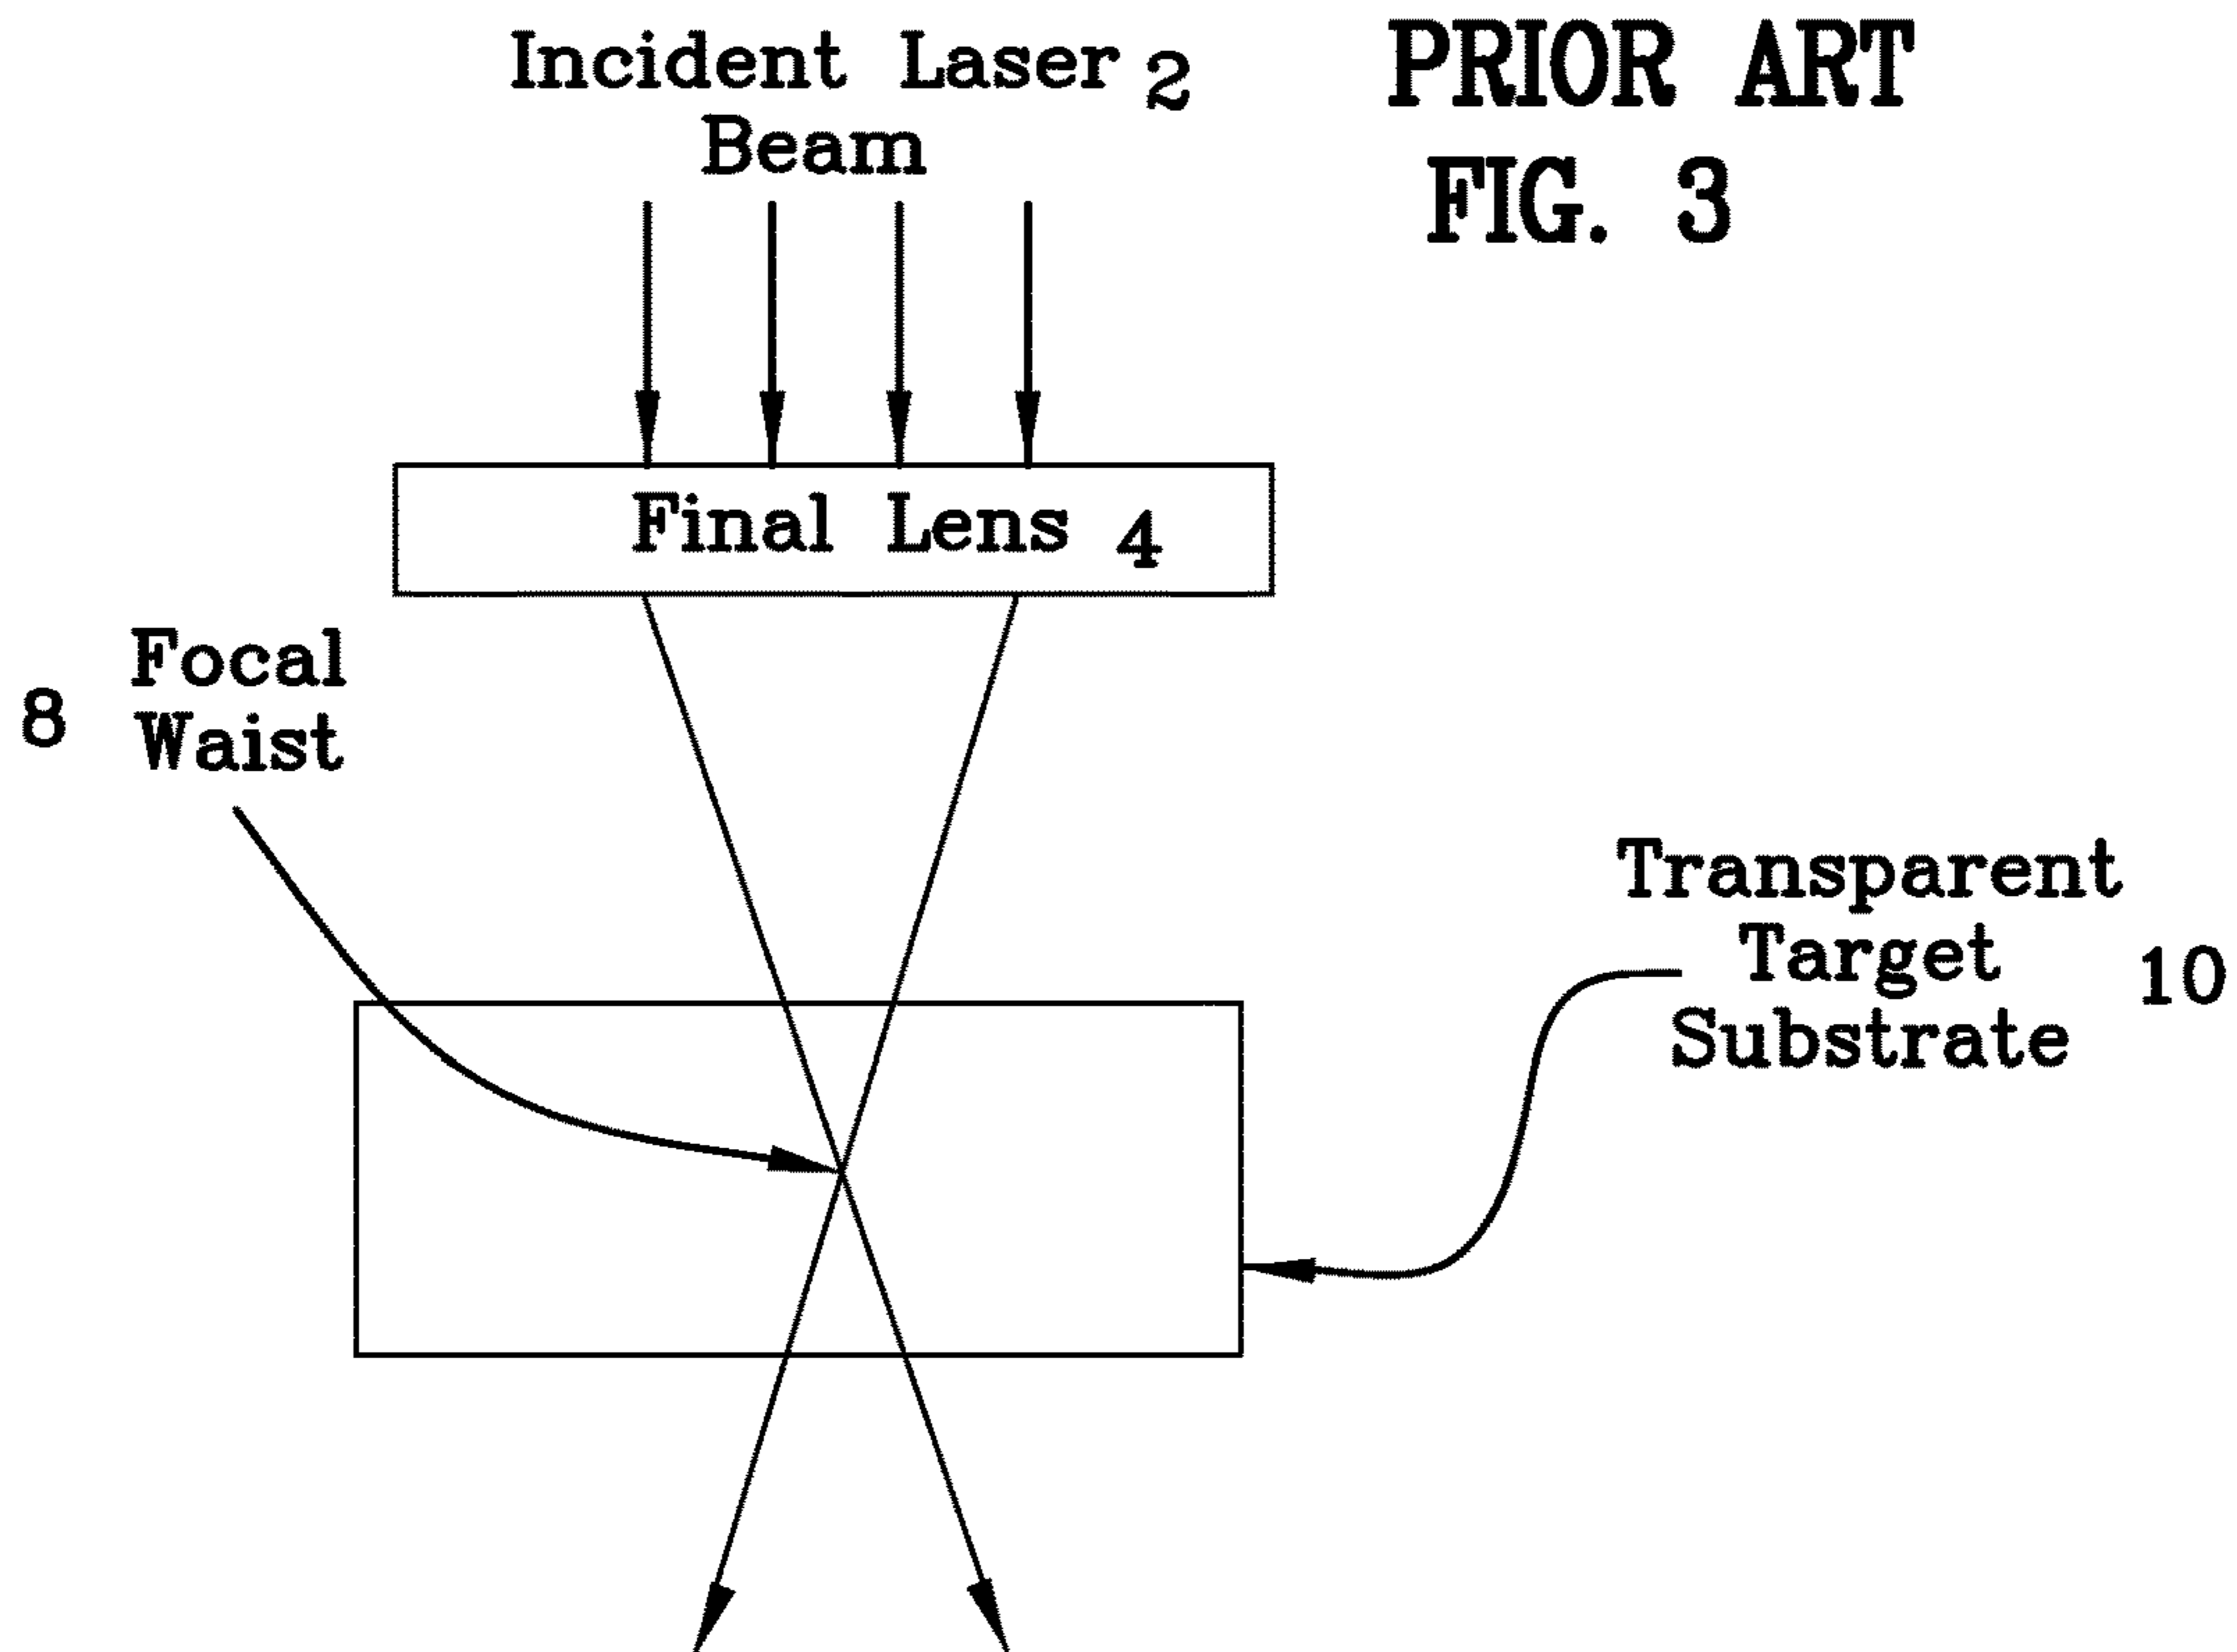 Incident Laser 2
Beam
PRIOR ART
FIG. 3
Final Lens 4
8 Focal
Waist
Transparent
Target 10
Substrate